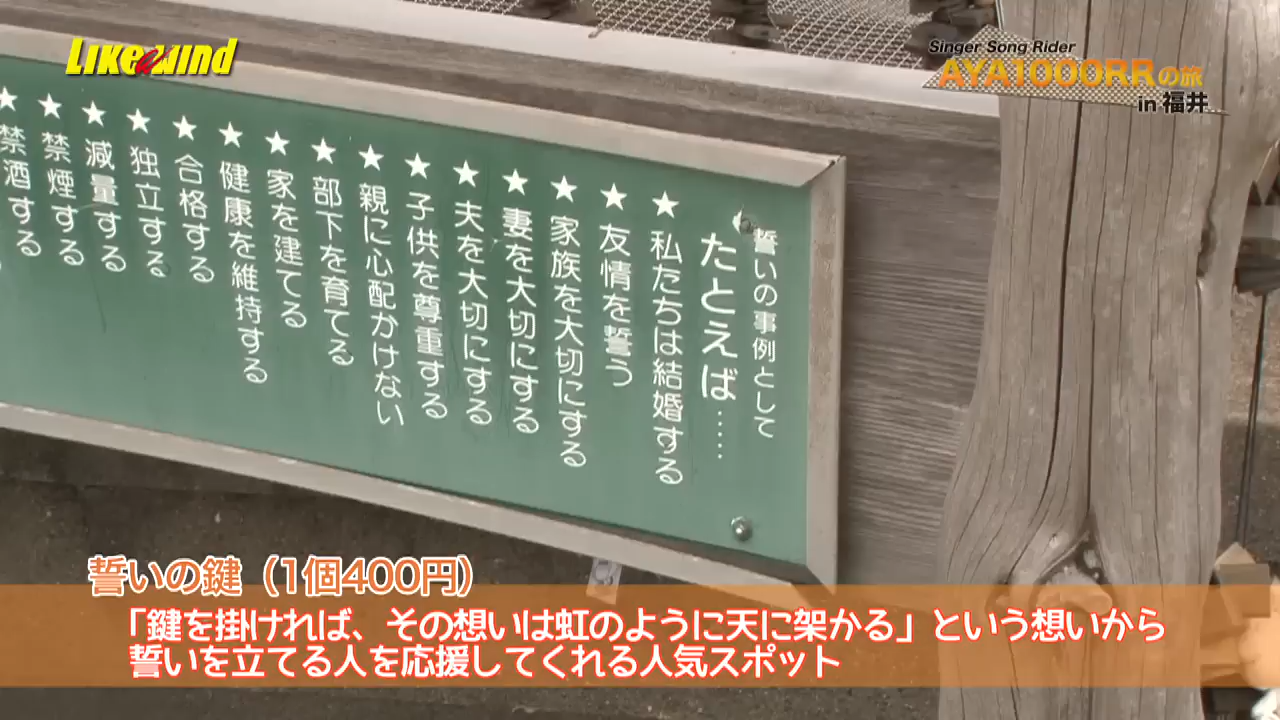 LIKE a WIND
Singer Song Rider
AYA1000RRの旅
in 福井
誓いの事例として
たとえば……
★私たちは結婚する
★友情を誓う
★家族を大切にする
★妻を大切にする
★夫を大切にする
★子供を尊重する
★親に心配かけない
★部下を育てる
★家を建てる
★健康を維持する
★合格する
★独立する
★減量する
★禁煙する
★禁酒する
誓いの鍵(1個400円)
「鍵を掛ければ、その想いは虹のように天に架かる」という想いから
誓いを立てる人を応援してくれる人気スポット